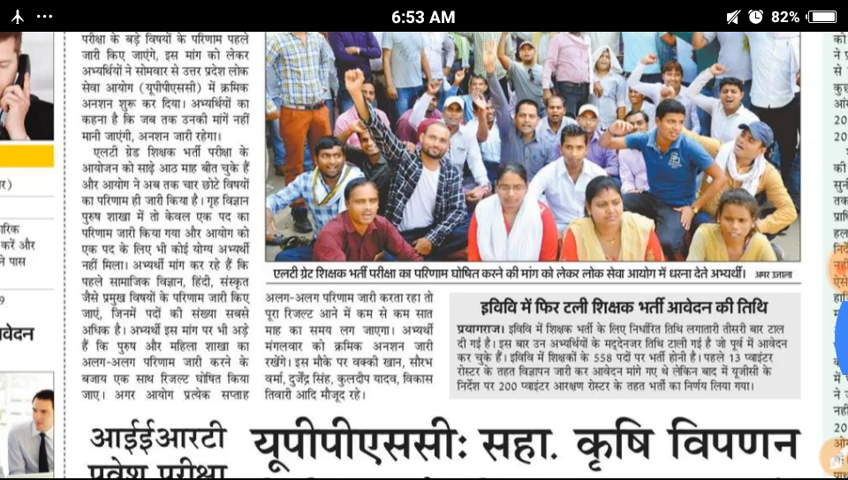 6:53 AM
82%
परीक्षा के बड़े विषयों के परिणाम पहले
जारी किए जाएंगे, इस मांग को लेकर
अभ्यर्थियों ने सोमवार से उत्तर प्रदेश लोक
सेवा आयोग (यूपीपीएससी) में क्रमिक
अनशन शुरू कर दिया। अभ्यर्थियों का
कहना है कि जब तक उनकी मांगें नहीं
मानी जाएंगी, अनशन जारी रहेगा।
एलटी ग्रेड शिक्षक भर्ती परीक्षा के
आयोजन को साढ़े आठ माह बीत चुके हैं
और आयोग ने अब तक चार छोटे विषयों
का परिणाम ही जारी किया है। गृह विज्ञान
पुरुष शाखा में तो केवल एक पद का
परिणाम जारी किया गया और आयोग को
एक पद के लिए भी कोई योग्य अभ्यर्थी
नहीं मिला। अभ्यर्थी मांग कर रहे हैं कि
पहले सामाजिक विज्ञान, हिंदी, संस्कृत
जैसे प्रमुख विषयों के परिणाम जारी किए
जाएं, जिनमें पदों की संख्या सबसे
अधिक है। अभ्यर्थी इस मांग पर भी अड़े
हैं कि पुरुष और महिला शाखा का
अलग-अलग परिणाम जारी करने के
बजाय एक साथ रिजल्ट घोषित किया
जाए। अगर आयोग प्रत्येक सप्ताह
एलटी ग्रेट शिक्षक भर्ती परीक्षा का परिणाम घोषित करने की मांग को लेकर लोक सेवा आयोग में धरना देते अभ्यर्थी। अमर उजाला
अलग-अलग परिणाम जारी करता रहा तो
पूरा रिजल्ट आने में कम से कम सात
माह का समय लग जाएगा। अभ्यर्थी
मंगलवार को क्रमिक अनशन जारी
रखेंगे। इस मौके पर वक्की खान, सौरभ
वर्मा, दुर्जेंद्र सिंह, कुलदीप यादव, विकास
तिवारी आदि मौजूद रहे।
इविवि में फिर टली शिक्षक भर्ती आवेदन की तिथि
प्रयागराज। इविवि में शिक्षक भर्ती के लिए निर्धारित तिथि लगातारी तीसरी बार टाल
दी गई है। इस बार उन अभ्यर्थियों के मद्देनजर तिथि टाली गई है जो पूर्व में आवेदन
कर चुके हैं। इविवि में शिक्षकों के 558 पदों पर भर्ती होनी है। पहले 13 प्वाइंटर
रोस्टर के तहत विज्ञापन जारी कर आवेदन मांगे गए थे लेकिन बाद में यूजीसी के
निर्देश पर 200 प्वाइंटर आरक्षण रोस्टर के तहत भर्ती का निर्णय लिया गया।
आईईआरटी
प्रवेश परीक्षा
यूपीपीएससी: सहा. कृषि विपणन